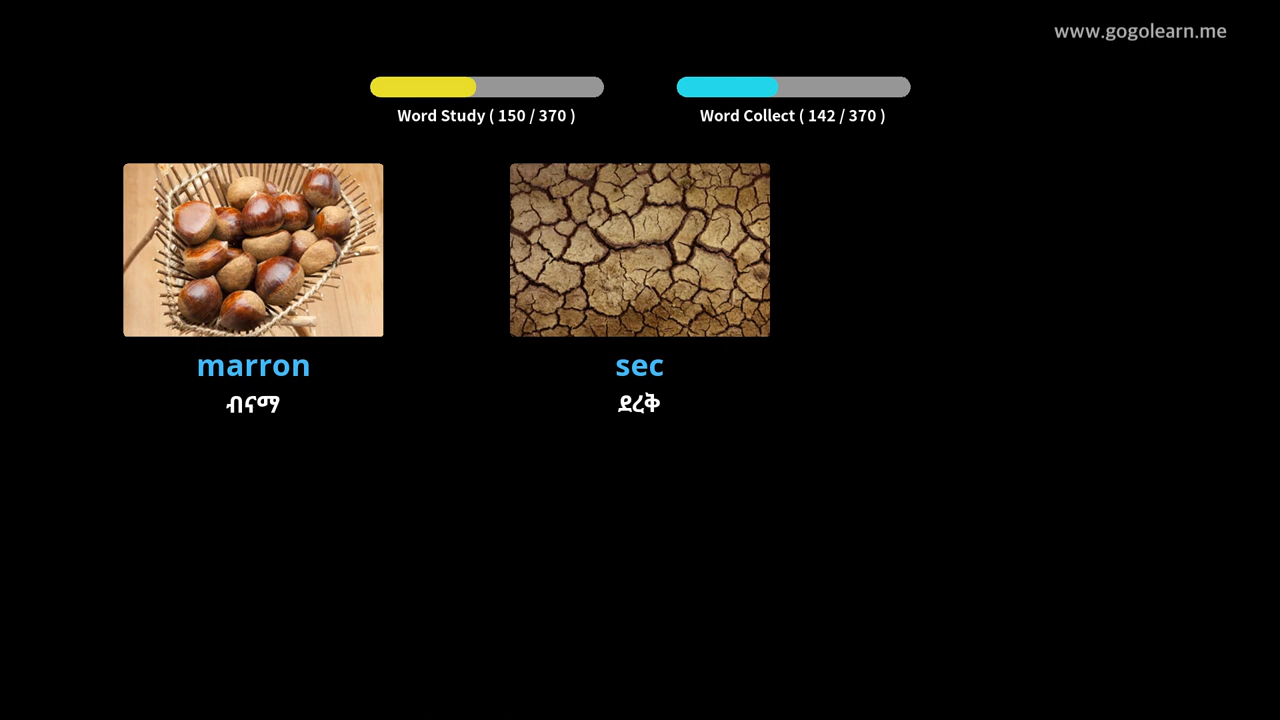 www.gogolearn.me
Word Study ( 150 / 370 )
Word Collect ( 142 / 370 )
marron
ብናማ
sec
ደረቅ